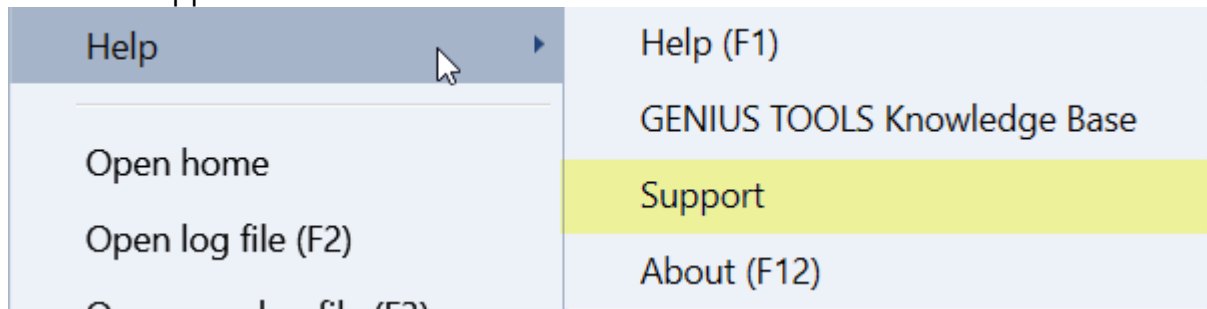 Help
Open home
Open log file (F2)
Help (F1)
GENIUS TOOLS Knowledge Base
Support
About (F12)